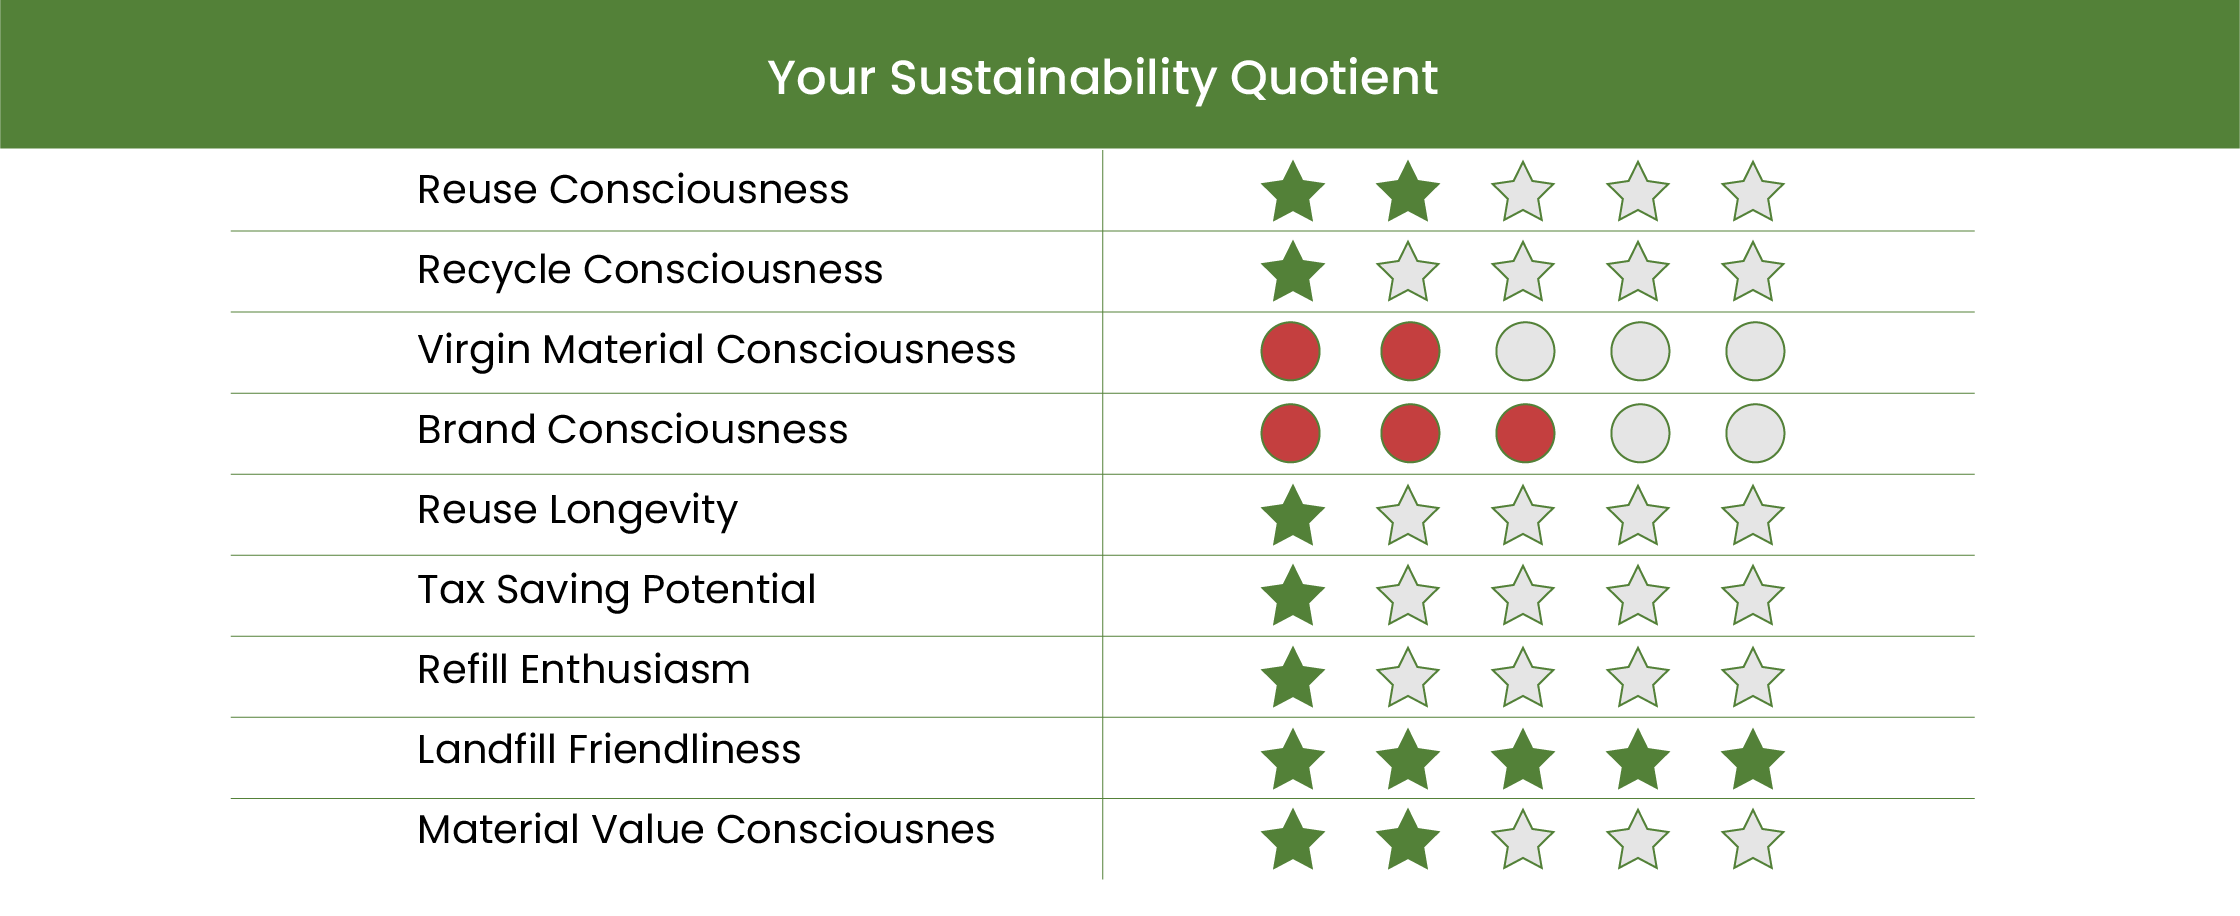 Your Sustainability Quotient
Reuse Consciousness
Recycle Consciousness
Virgin Material Consciousness
Brand Consciousness
Reuse Longevity
Tax Saving Potential
Refill Enthusiasm
Landfill Friendliness
Material Value Consciousnes